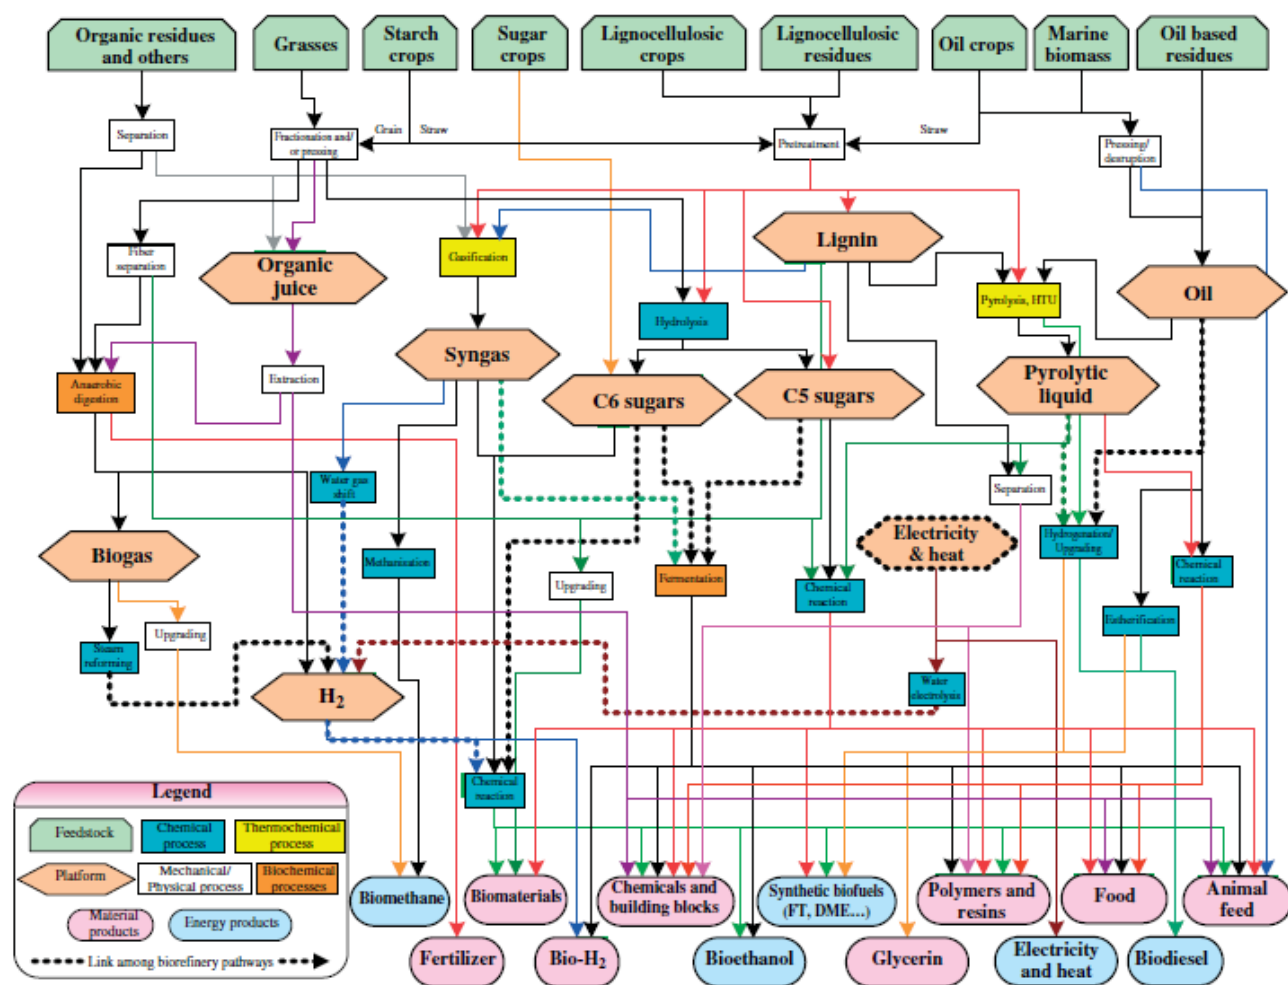 Organic residues
and others
Grasses
Starch
crops
Sugar
crops
Lignocellulosic
crops
Lignocellulosic
residues
Oil crops
Marine
biomass
Oil based
residues
Separation
Fractionation and/
or pressing
Grain
Straw
Pretreatment
Straw
Pressing/
desruption
Fiber
separation
Organic
juice
Gasification
Lignin
Pyrolysis, HTU
Oil
Hydrolysis
Syngas
Extraction
Anaerobic
digestion
C6 sugars
C5 sugars
Pyrolytic
liquid
Water gas
shift
Separation
Biogas
Methanisation
Upgrading
Fermentation
Chemical
reaction
Electricity
& heat
Hydrogenation/
Upgrading
Chemical
reaction
Steam
reforming
Upgrading
Estherification
H2
Water
electrolysis
Chemical
reaction
Legend
Feedstock
Chemical
process
Thermochemical
process
Platform
Mechanical/
Physical process
Biochemical
processes
Material
products
Energy products
Link among biorefinery pathways
Biomethane
Biomaterials
Chemicals and
building blocks
Synthetic biofuels
(FT, DME....)
Polymers and
resins
Food
Animal
feed
Fertilizer
Bio-H2
Bioethanol
Glycerin
Electricity
and heat
Biodiesel